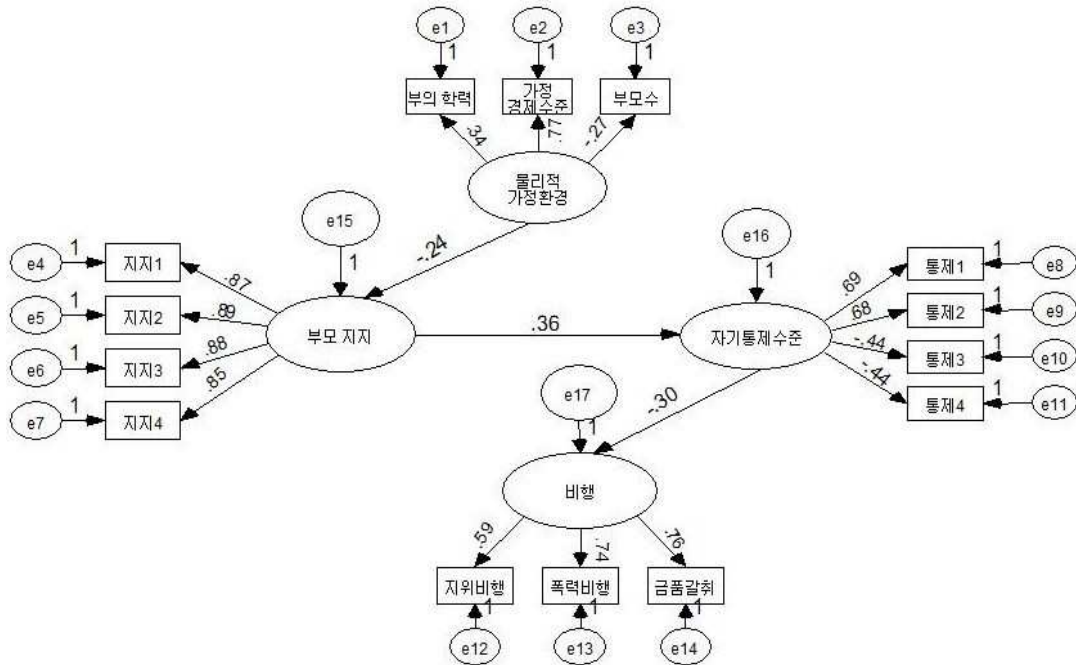 e1
e2
e3
1
1
1
부의 학력
가정
경제수준
부모수
.34
.77
-.27
물리적
가정환경
e15
e16
1
1
-.24
e4
1
지지1
.87
e5
1
지지2
.89
e6
1
지지3
.88
e7
1
지지4
.85
부모 지지
.36
자기통제수준
.69
통제1
1
e8
.68
통제2
1
e9
-.44
통제3
1
e10
-.44
통제4
1
e11
e17
1
-.30
비행
.59
.74
.76
지위비행
폭력비행
금품갈취
1
1
1
e12
e13
e14